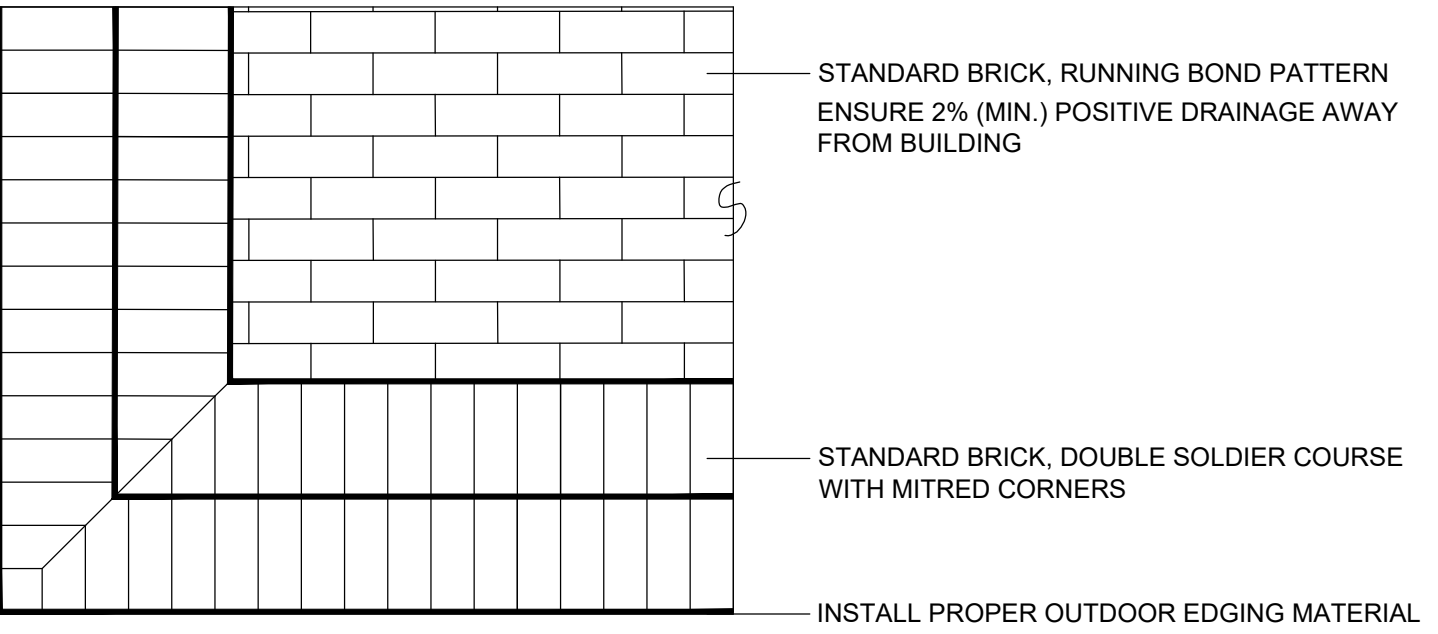 STANDARD BRICK, RUNNING BOND PATTERN
ENSURE 2% (MIN.) POSITIVE DRAINAGE AWAY
FROM BUILDING
STANDARD BRICK, DOUBLE SOLDIER COURSE
WITH MITRED CORNERS
INSTALL PROPER OUTDOOR EDGING MATERIAL